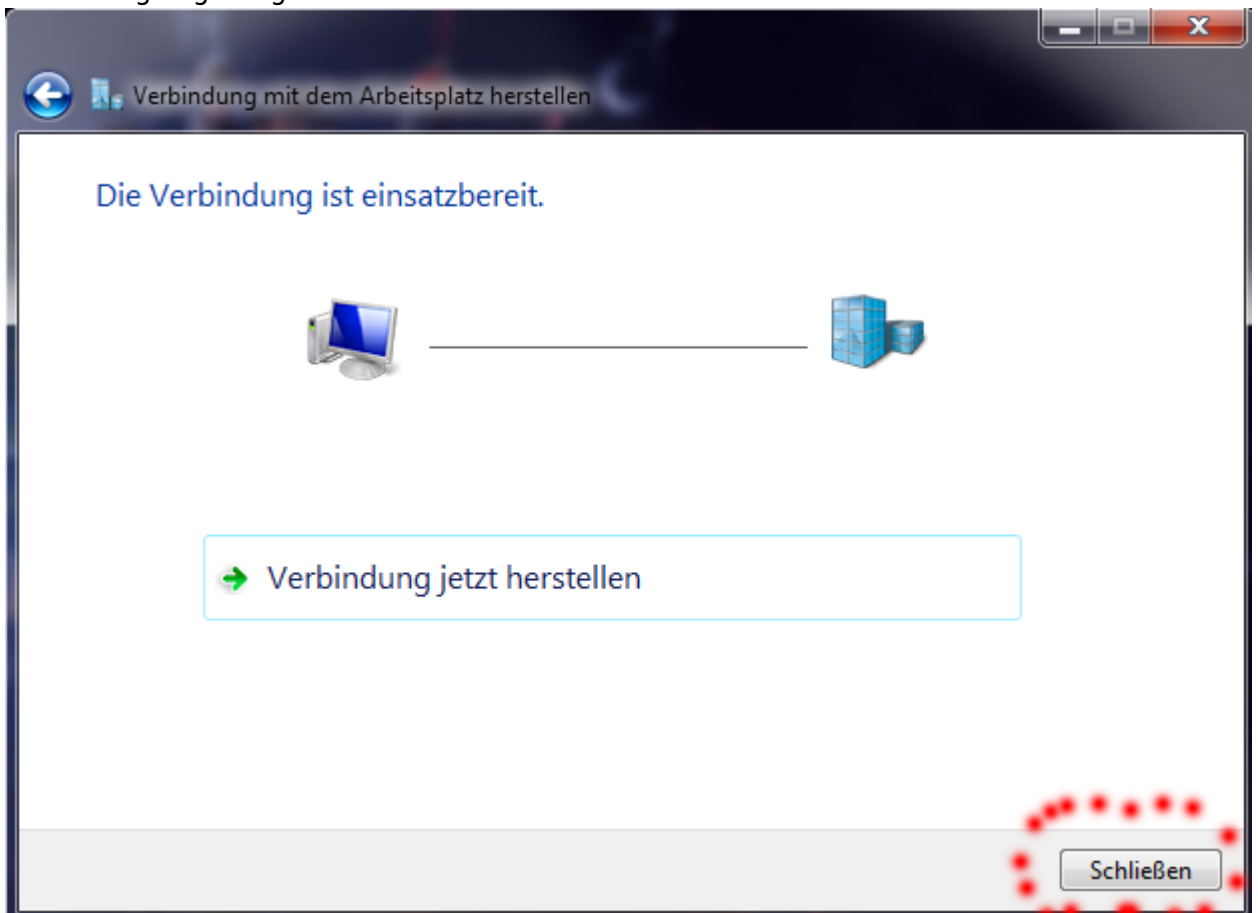 Verbindung mit dem Arbeitsplatz herstellen
Die Verbindung ist einsatzbereit.
Verbindung jetzt herstellen
Schließen